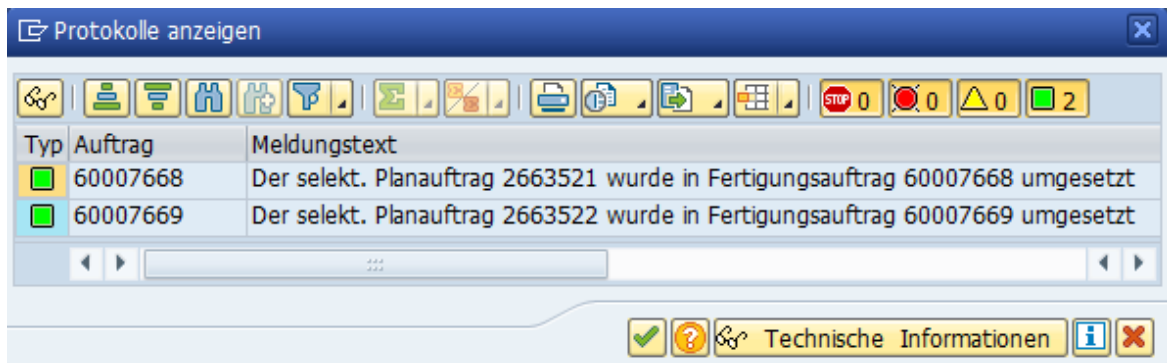 Protokolle anzeigen
STOP 0 0 0 2
Typ Auftrag Meldungstext
60007668 Der selekt. Planauftrag 2663521 wurde in Fertigungsauftrag 60007668 umgesetzt
60007669 Der selekt. Planauftrag 2663522 wurde in Fertigungsauftrag 60007669 umgesetzt
Technische Informationen